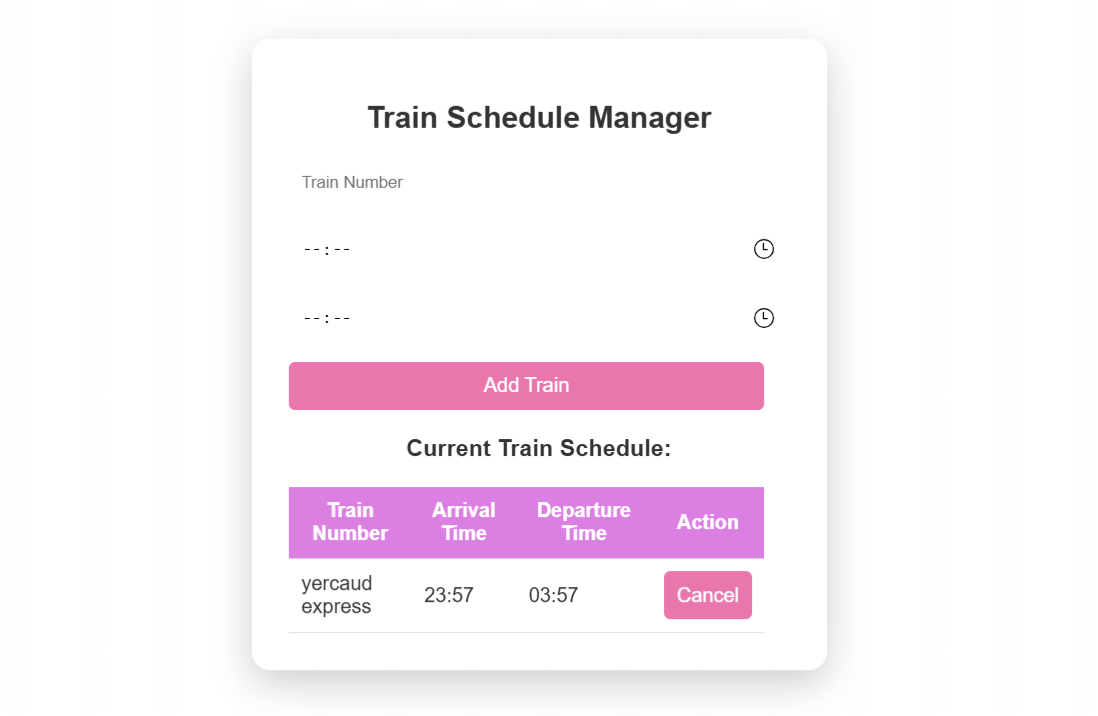 Train Schedule Manager
Train Number
--:--
--:--
Add Train
Current Train Schedule:
Train Number Arrival Time Departure Time Action
yercaud express 23:57 03:57 Cancel